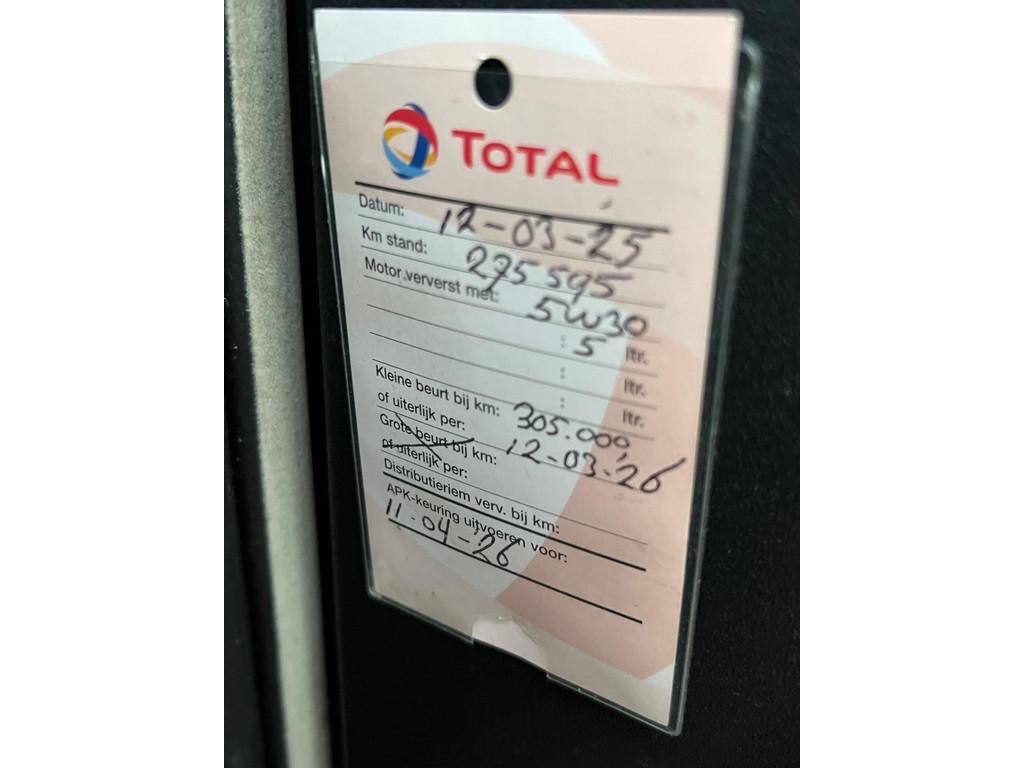 TOTAL
Datum: 12-03-25
Km stand: 275 595
Motor ververst met: 5W30
: 5 ltr.
: ltr.
: ltr.
Kleine beurt bij km: 305.000,
of uiterlijk per: 12-03-26
Grote beurt bij km:
of uiterlijk per:
Distributieriem verv. bij km:
APK-keuring uitvoeren voor:
11-04-'26